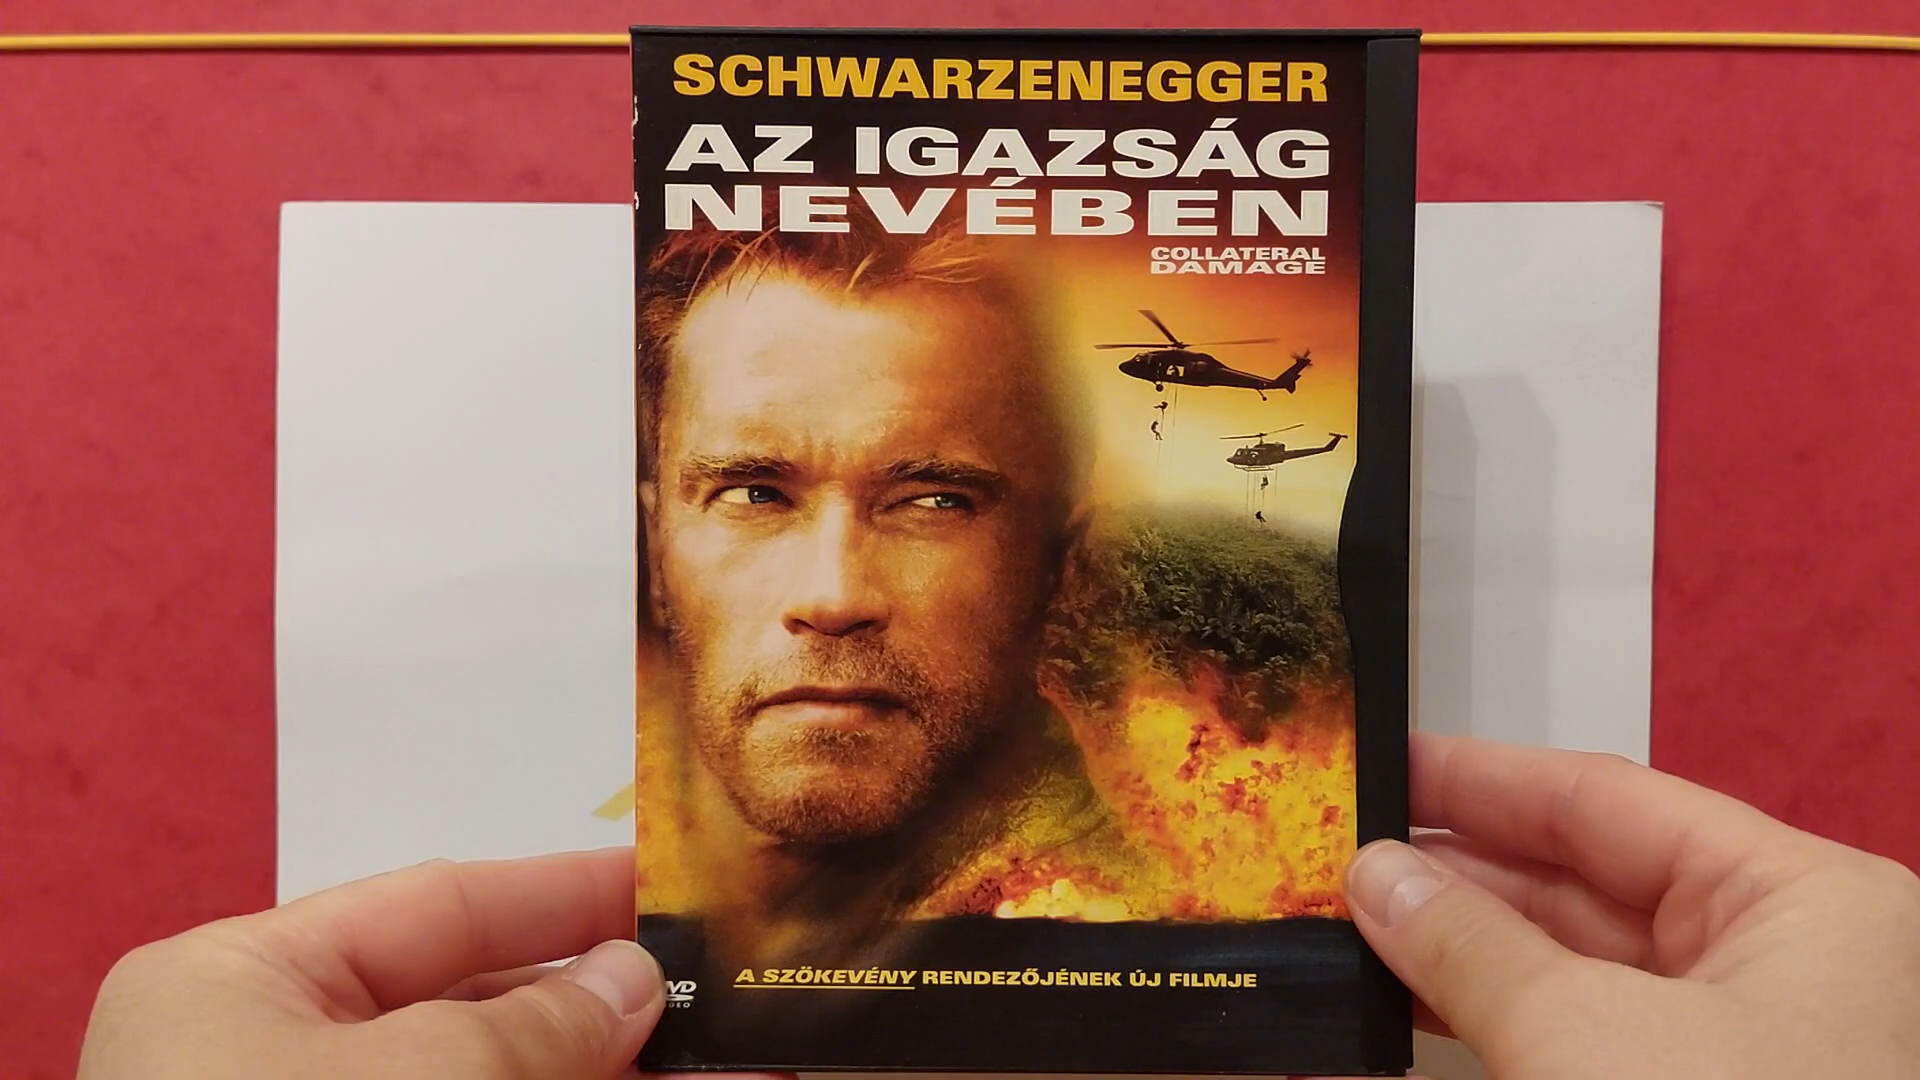 SCHWARZENEGGER
AZ IGAZSÁG
NEVÉBEN
COLLATERAL
DAMAGE
A SZÖKEVÉNY RENDEZŐJÉNEK ÚJ FILMJE